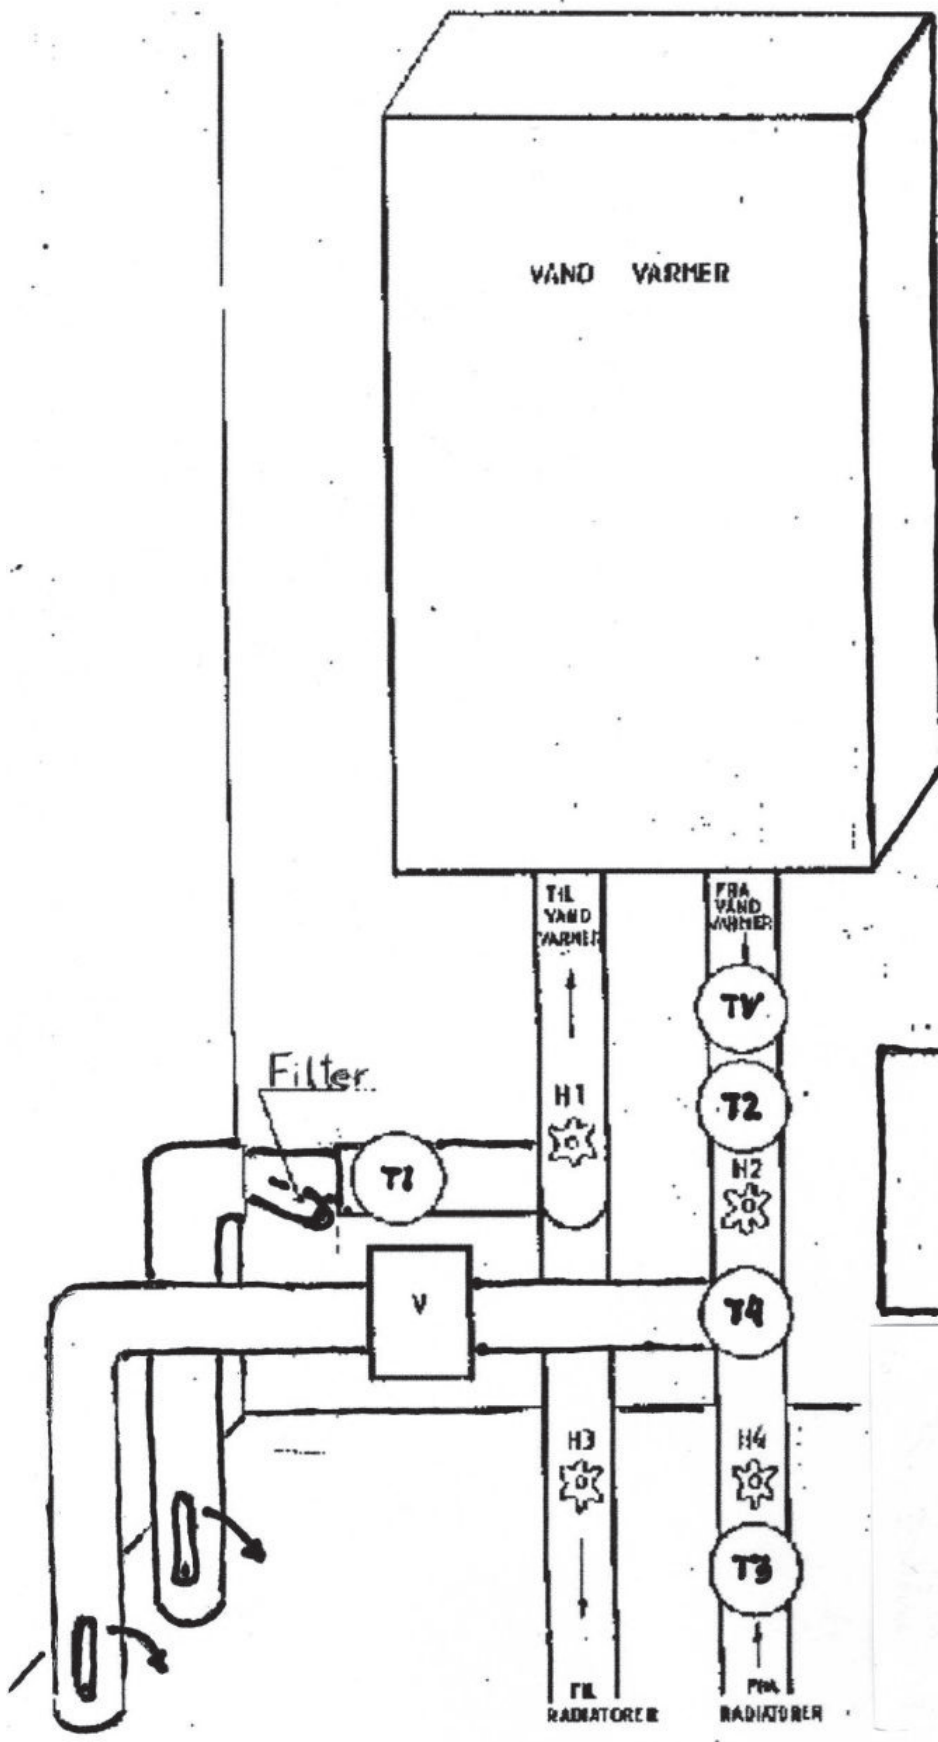 VAND VARMER
TIL
VAND
VARMER
FRA
VAND
VARMER
TV
T2
Filter
H1
T1
H2
V
T4
H3
H4
T3
TIL
RADIATORER
FRA
RADIATORER